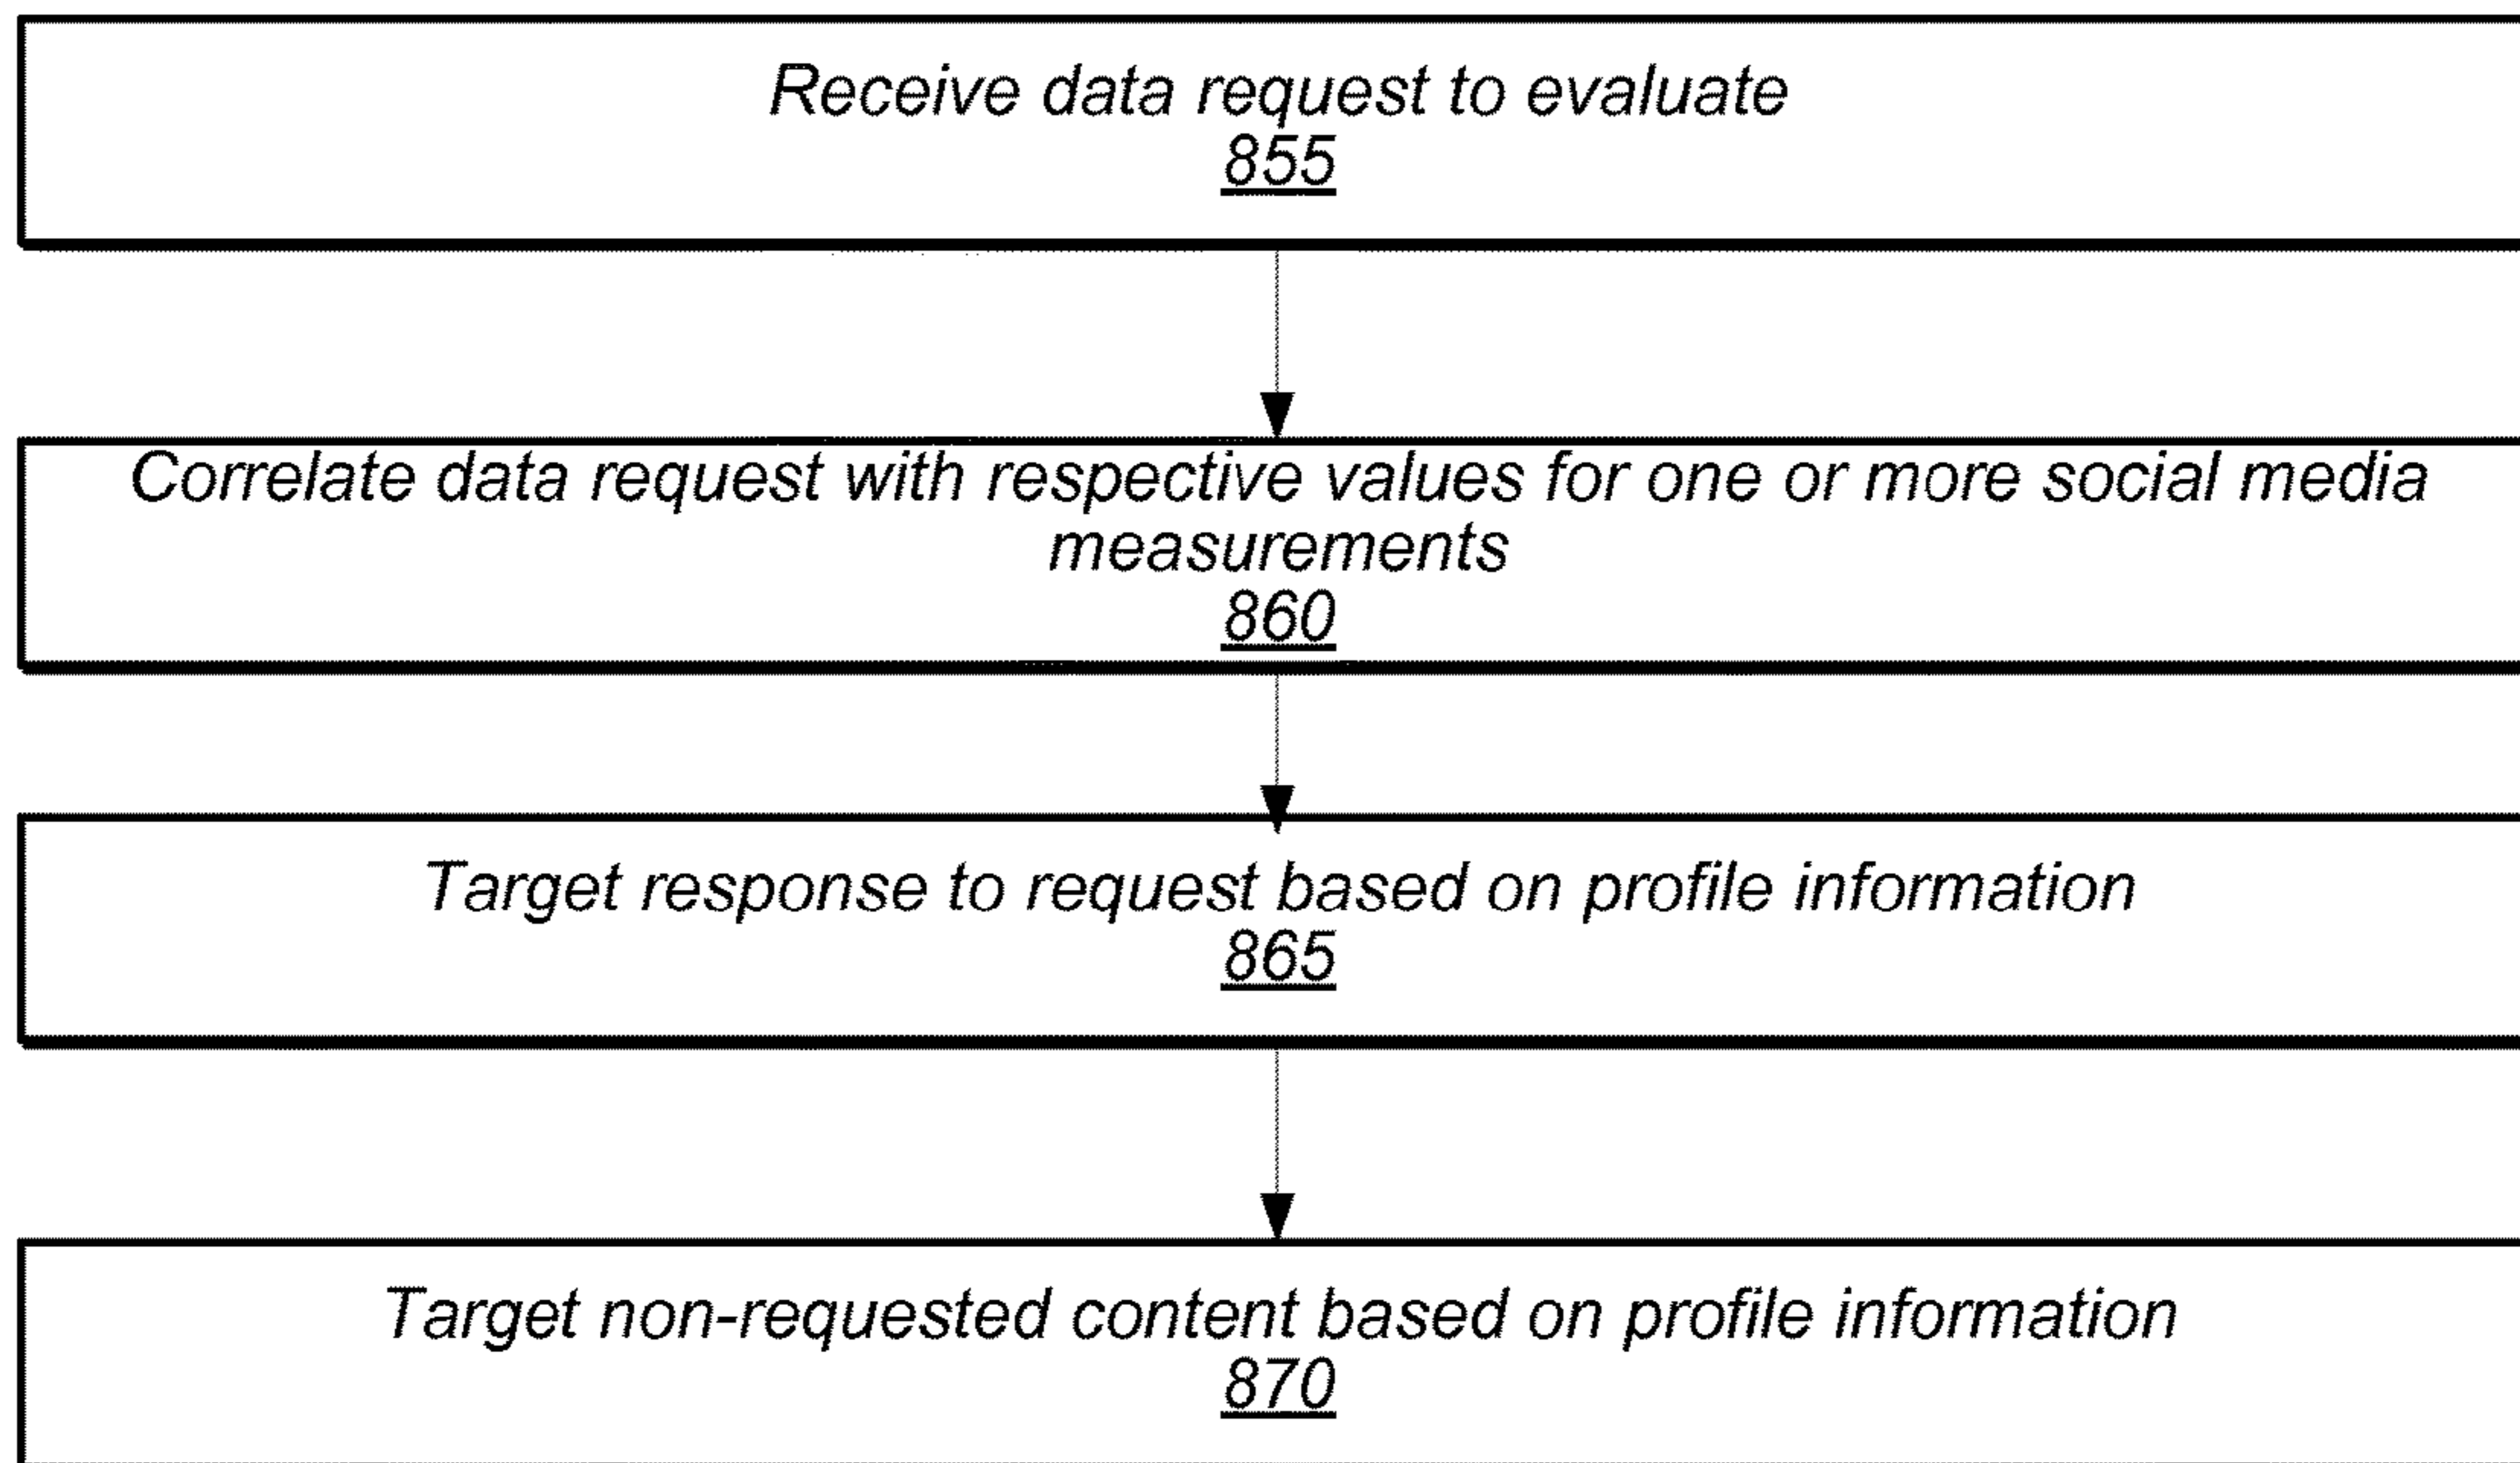 Receive data request to evaluate
855
Correlate data request with respective values for one or more social media
measurements
860
Target response to request based on profile information
865
Target non-requested content based on profile information
870